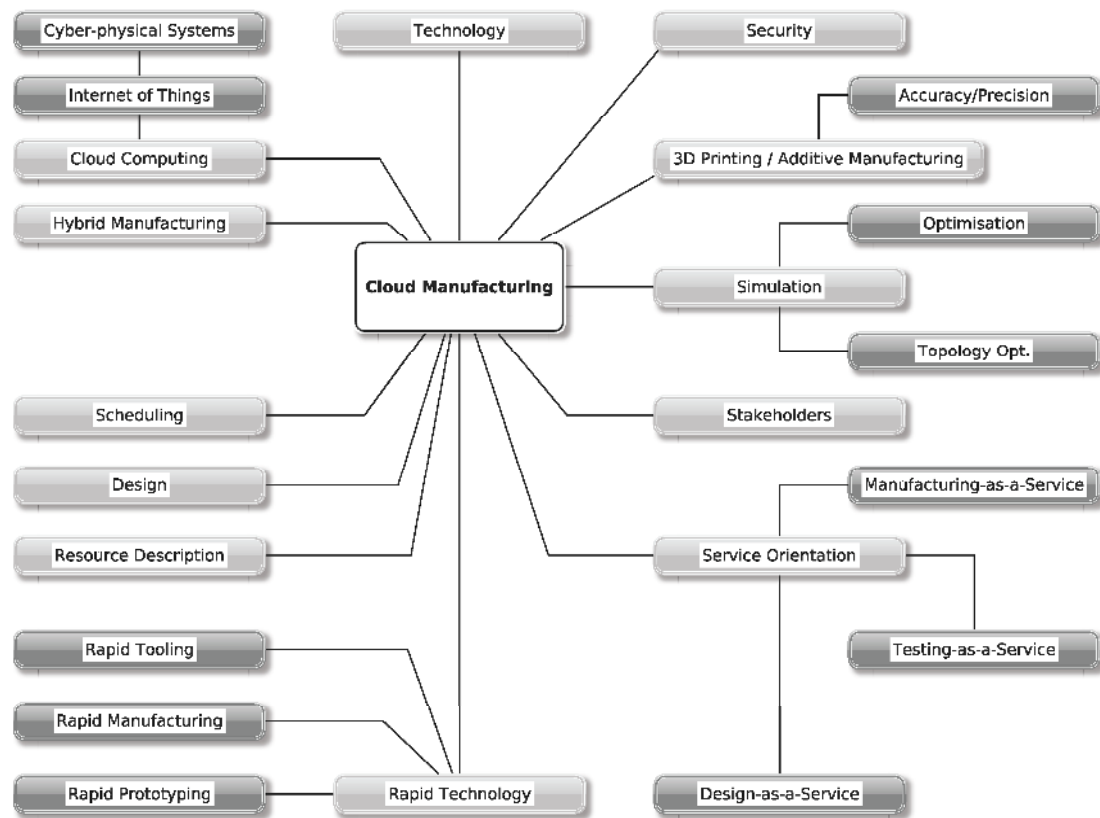 Cyber-physical Systems
Technology
Security
Internet of Things
Accuracy/Precision
Cloud Computing
3D Printing / Additive Manufacturing
Hybrid Manufacturing
Optimisation
Cloud Manufacturing
Simulation
Topology Opt.
Scheduling
Stakeholders
Design
Manufacturing-as-a-Service
Resource Description
Service Orientation
Rapid Tooling
Testing-as-a-Service
Rapid Manufacturing
Rapid Prototyping
Rapid Technology
Design-as-a-Service